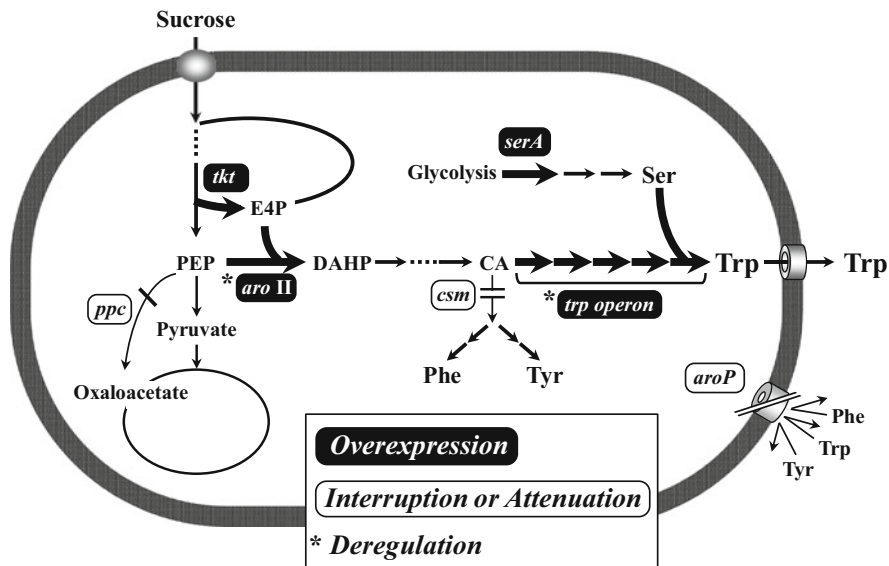 Sucrose
serA
tkt
Glycolysis
Ser
E4P
PEP
DAHP
CA
Trp
Trp
* aro II
csm
* trp operon
ppc
Pyruvate
Phe
Tyr
aroP
Oxaloacetate
Phe
Trp
Tyr
Overexpression
Interruption or Attenuation
* Deregulation